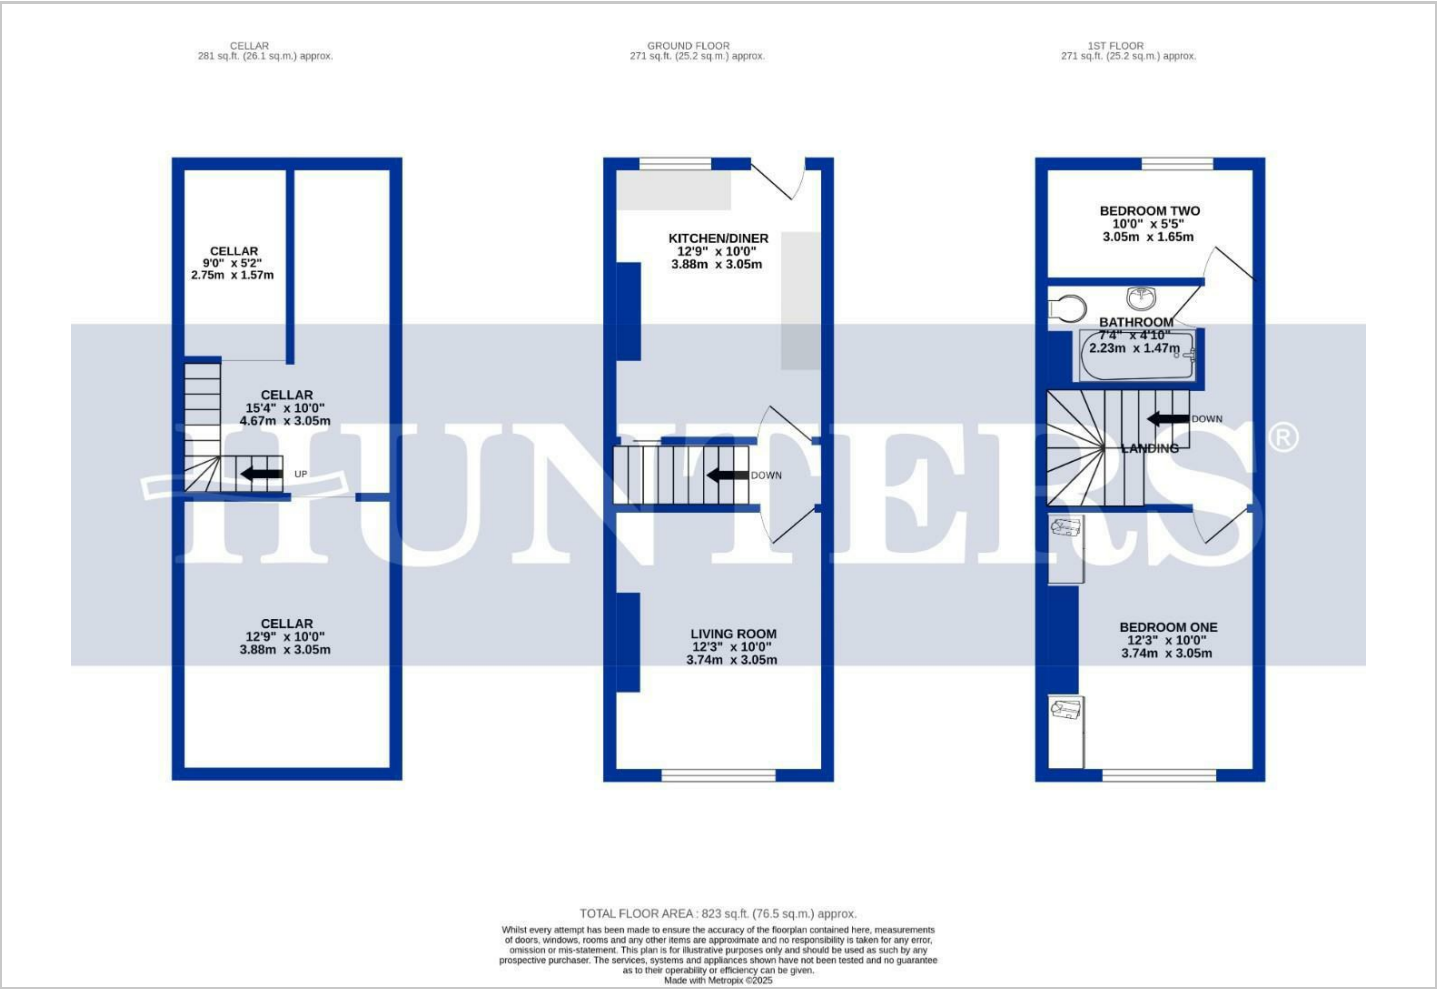 CELLAR
281 sq.ft. (26.1 sq.m.) approx.
GROUND FLOOR
271 sq.ft. (25.2 sq.m.) approx.
1ST FLOOR
271 sq.ft. (25.2 sq.m.) approx.
CELLAR
9'0" x 5'2"
2.75m x 1.57m
CELLAR
15'4" x 10'0"
4.67m x 3.05m
UP
CELLAR
12'9" x 10'0"
3.88m x 3.05m
KITCHEN/DINER
12'9" x 10'0"
3.88m x 3.05m
DOWN
LIVING ROOM
12'3" x 10'0"
3.74m x 3.05m
BEDROOM TWO
10'0" x 5'5"
3.05m x 1.65m
BATHROOM
7'4" x 4'10"
2.23m x 1.47m
DOWN
LANDING
BEDROOM ONE
12'3" x 10'0"
3.74m x 3.05m
HUNTERS®
TOTAL FLOOR AREA : 823 sq.ft. (76.5 sq.m.) approx.
Whilst every attempt has been made to ensure the accuracy of the floorplan contained here, measurements
of doors, windows, rooms and any other items are approximate and no responsibility is taken for any error,
omission or mis-statement. This plan is for illustrative purposes only and should be used as such by any
prospective purchaser. The services, systems and appliances shown have not been tested and no guarantee
as to their operability or efficiency can be given.
Made with Metropix ©2025